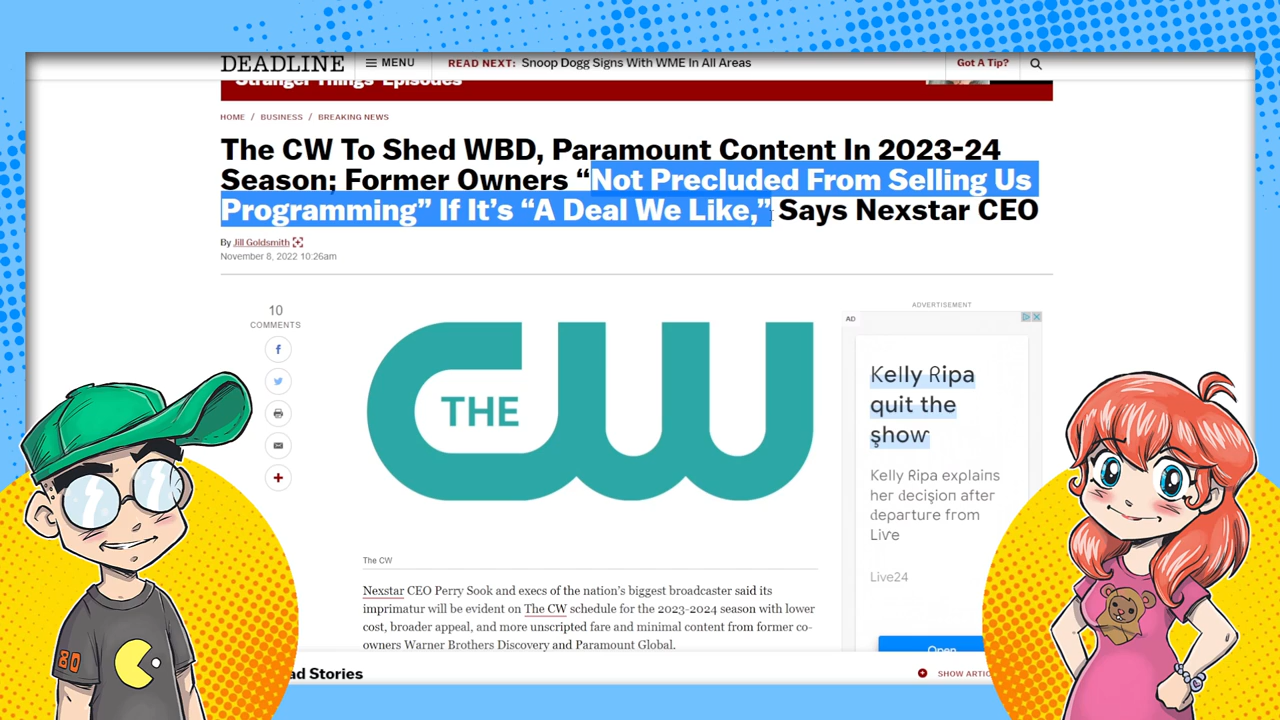 DEADLINE
MENU
READ NEXT: Snoop Dogg Signs With WME In All Areas
Got A Tip?
Stranger Things' Episodes
HOME / BUSINESS / BREAKING NEWS
The CW To Shed WBD, Paramount Content In 2023-24
Season; Former Owners “Not Precluded From Selling Us
Programming” If It’s “A Deal We Like,” Says Nexstar CEO
By Jill Goldsmith
November 8, 2022 10:26am
10
COMMENTS
THE CW
ADVERTISEMENT
AD
Kelly Ripa
quit the
show
Kelly Ripa explains
her decision after
departure from
Live
Live24
Open
The CW
Nexstar CEO Perry Sook and execs of the nation’s biggest broadcaster said its
imprimatur will be evident on The CW schedule for the 2023-2024 season with lower
cost, broader appeal, and more unscripted fare and minimal content from former co-
owners Warner Brothers Discovery and Paramount Global.
Stories
SHOW
80